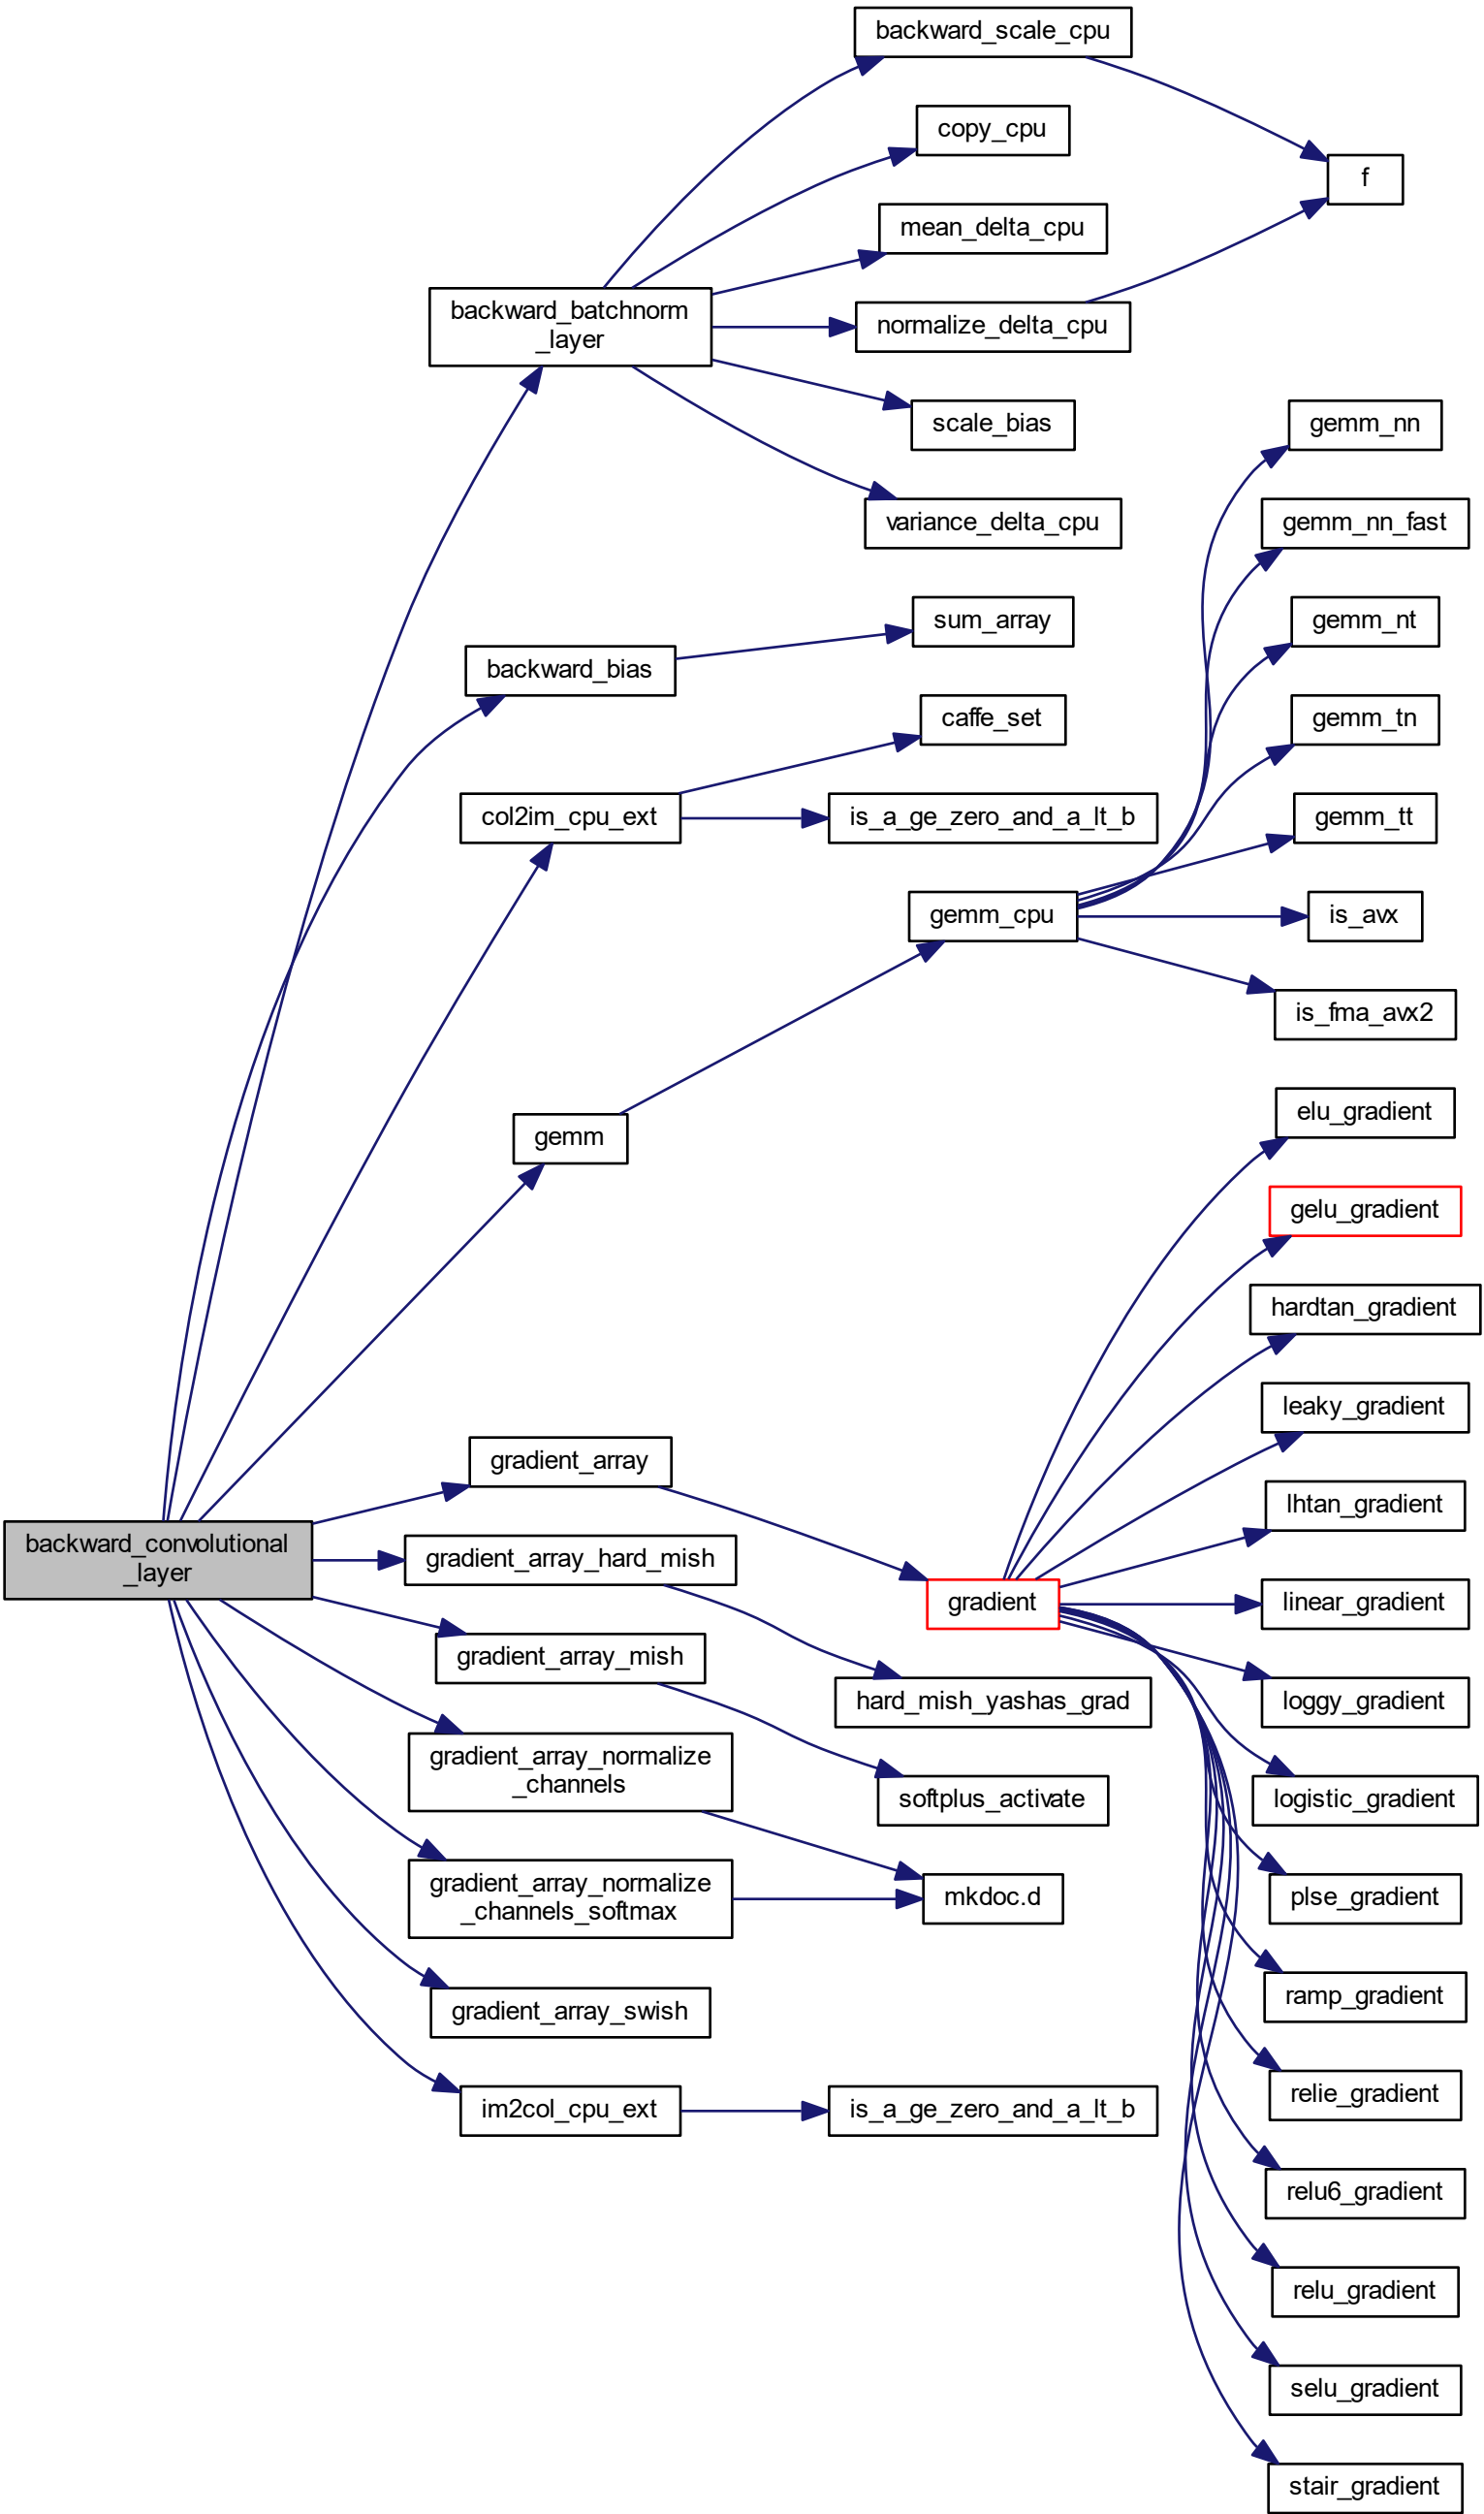 backward_scale_cpu
copy_cpu
f
mean_delta_cpu
backward_batchnorm
_layer
normalize_delta_cpu
scale_bias
variance_delta_cpu
gemm_nn
gemm_nn_fast
sum_array
gemm_nt
backward_bias
caffe_set
gemm_tn
col2im_cpu_ext
is_a_ge_zero_and_a_lt_b
gemm_tt
gemm_cpu
is_avx
is_fma_avx2
gemm
elu_gradient
gelu_gradient
hardtan_gradient
leaky_gradient
gradient_array
lhtan_gradient
backward_convolutional
_layer
gradient_array_hard_mish
gradient
linear_gradient
gradient_array_mish
hard_mish_yashas_grad
loggy_gradient
gradient_array_normalize
_channels
softplus_activate
logistic_gradient
gradient_array_normalize
_channels_softmax
mkdoc.d
plse_gradient
gradient_array_swish
ramp_gradient
im2col_cpu_ext
is_a_ge_zero_and_a_lt_b
relie_gradient
relu6_gradient
relu_gradient
selu_gradient
stair_gradient